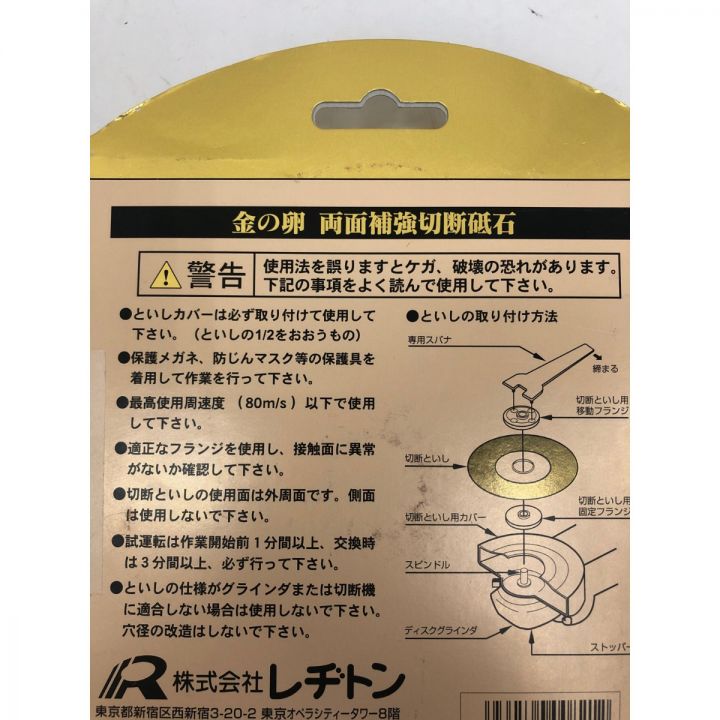 金の卵 両面補強切断砥石
警告
使用法を誤りますとケガ、破壊の恐れがあります。
下記の事項をよく読んで使用して下さい。
●といしカバーは必ず取り付けて使用して
下さい。（といしの1/2をおおうもの）
●保護メガネ、防じんマスク等の保護具を
着用して作業を行って下さい。
●最高使用周速度 （80m/s）以下で使用
して下さい。
●適正なフランジを使用し、接触面に異常
がないか確認して下さい。
●切断といしの使用面は外周面です。側面
は使用しないで下さい。
●試運転は作業開始前1分間以上、交換時
は3分間以上、必ず行って下さい。
●といしの仕様がグラインダまたは切断機
に適合しない場合は使用しないで下さい。
穴径の改造はしないで下さい。
●といしの取り付け方法
専用スパナ
締まる
切断といし用
移動フランジ
切断といし
切断といし用
固定フランジ
切断といし用カバー
スピンドル
ディスクグラインダ
ストッパー
R 株式会社レヂトン
東京都新宿区西新宿3-20-2 東京オペラシティータワー8階